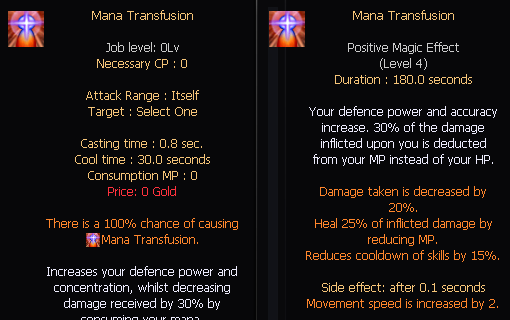 Mana Transfusion
Job level: 0Lv
Necessary CP : 0
Attack Range : Itself
Target : Select One
Casting time : 0.8 sec.
Cool time : 30.0 seconds
Consumption MP : 0
Price: 0 Gold
There is a 100% chance of causing
Mana Transfusion.
Increases your defence power and
concentration, whilst decreasing
damage received by 30% by
consuming your mana
Mana Transfusion
Positive Magic Effect
(Level 4)
Duration : 180.0 seconds
Your defence power and accuracy
increase. 30% of the damage
inflicted upon you is deducted
from your MP instead of your HP.
Damage taken is decreased by
20%.
Heal 25% of inflicted damage by
reducing MP.
Reduces cooldown of skills by 15%.
Side effect: after 0.1 seconds
Movement speed is increased by 2.